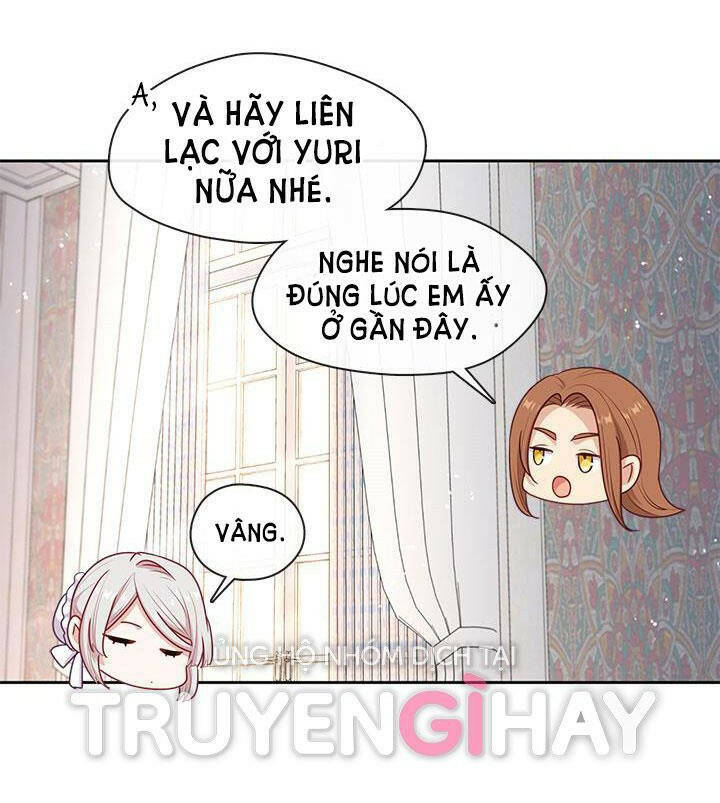 A,
VÀ HÃY LIÊN
LẠC VỚI YURI
NỮA NHÉ.
NGHE NÓI LÀ
ĐÚNG LÚC EM ẤY
Ở GẦN ĐÂY.
VÂNG.
ỦNG HỘ NHÓM DỊCH TẠI
TRUYENGIHAY